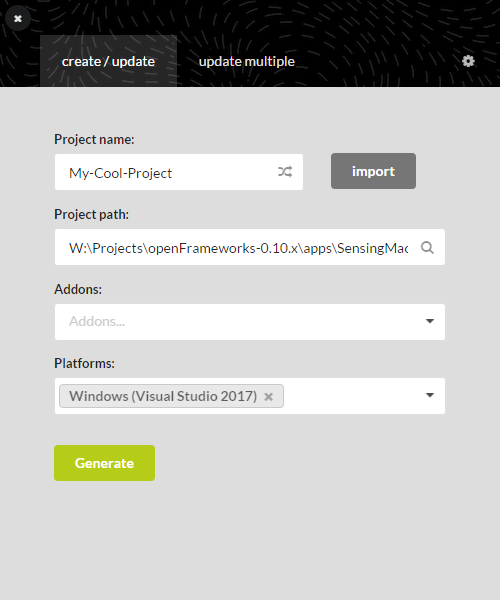 create / update
update multiple
Project name:
My-Cool-Project
import
Project path:
W:\Projects\openFrameworks-0.10.x\apps\SensingMac
Addons:
Addons...
Platforms:
Windows (Visual Studio 2017)
Generate